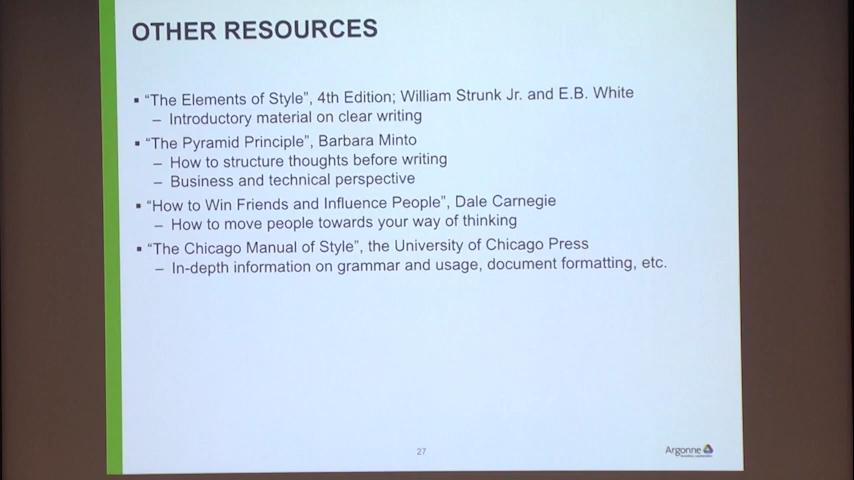 OTHER RESOURCES
▪ “The Elements of Style”, 4th Edition; William Strunk Jr. and E.B. White
– Introductory material on clear writing
▪ “The Pyramid Principle”, Barbara Minto
– How to structure thoughts before writing
– Business and technical perspective
▪ “How to Win Friends and Influence People”, Dale Carnegie
– How to move people towards your way of thinking
▪ “The Chicago Manual of Style”, the University of Chicago Press
– In-depth information on grammar and usage, document formatting, etc.
27
Argonne